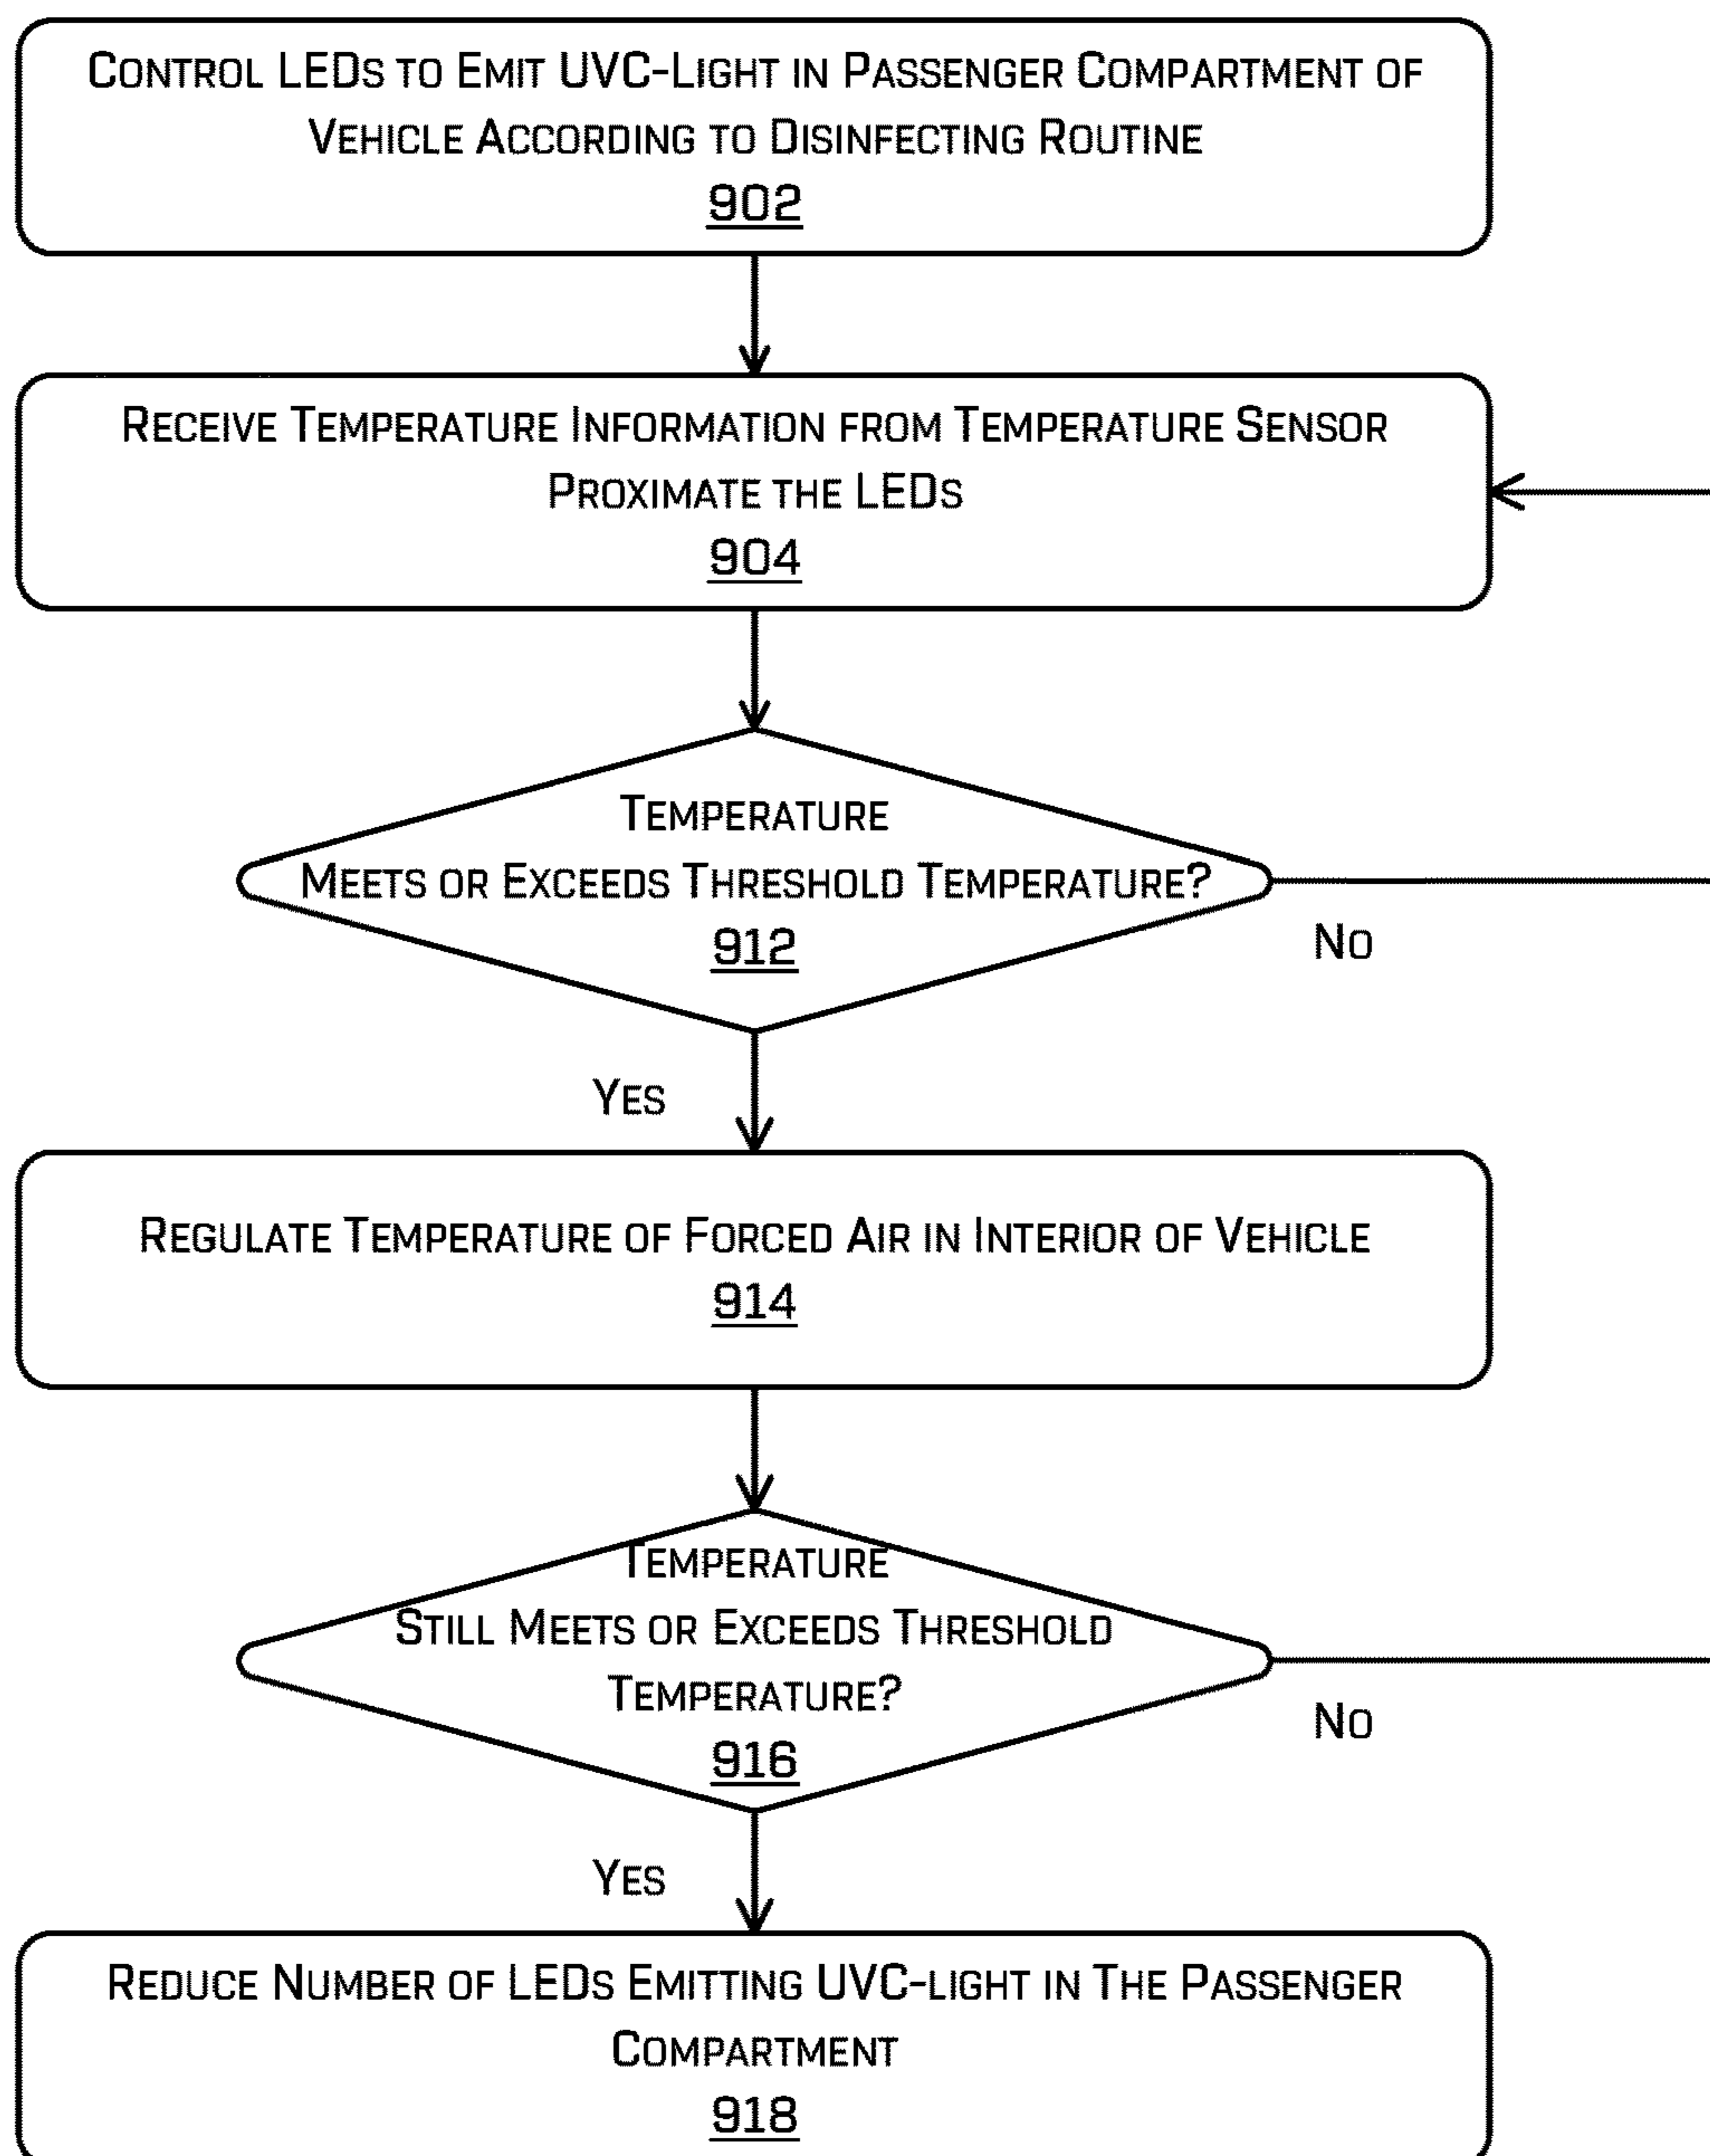 Control LEDs to Emit UVC-Light in Passenger Compartment of
Vehicle According to Disinfecting Routine
902
Receive Temperature Information from Temperature Sensor
Proximate the LEDs
904
Temperature
Meets or Exceeds Threshold Temperature?
912
No
Yes
Regulate Temperature of Forced Air in Interior of Vehicle
914
Temperature
Still Meets or Exceeds Threshold
Temperature?
916
No
Yes
Reduce Number of LEDs Emitting UVC-light in The Passenger
Compartment
918